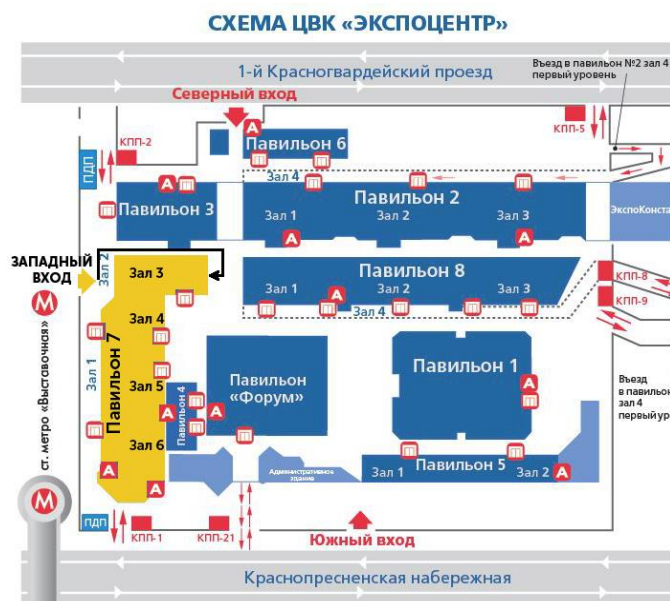 СХЕМА ЦВК «ЭКСПОЦЕНТР»
1-й Красногвардейский проезд
Въезд в павильон №2 зал 4
первый уровень
Северный вход
КПП-2
КПП-5
А
Павильон 6
ПДП
Зал 4
А
Павильон 3
Павильон 2
Зал 1
Зал 2
Зал 3
А
А
ЭкспоКонста
ЗАПАДНЫЙ
ВХОД
М
Зал 2
Зал 3
Павильон 8
Зал 1
Зал 2
Зал 3
А
Зал 4
КПП-8
КПП-9
Зал 4
Зал 1
Павильон 7
Зал 5
Зал 6
А
Павильон 4
А
Павильон
«Форум»
Павильон 1
А
Въезд
в павильон
зал 4
первый уро
ст. метро «Выставочная»
А
А
Административное
здание
Зал 1
Павильон 5
Зал 2
А
М
ПДП
КПП-1
КПП-21
Южный вход
Краснопресненская набережная